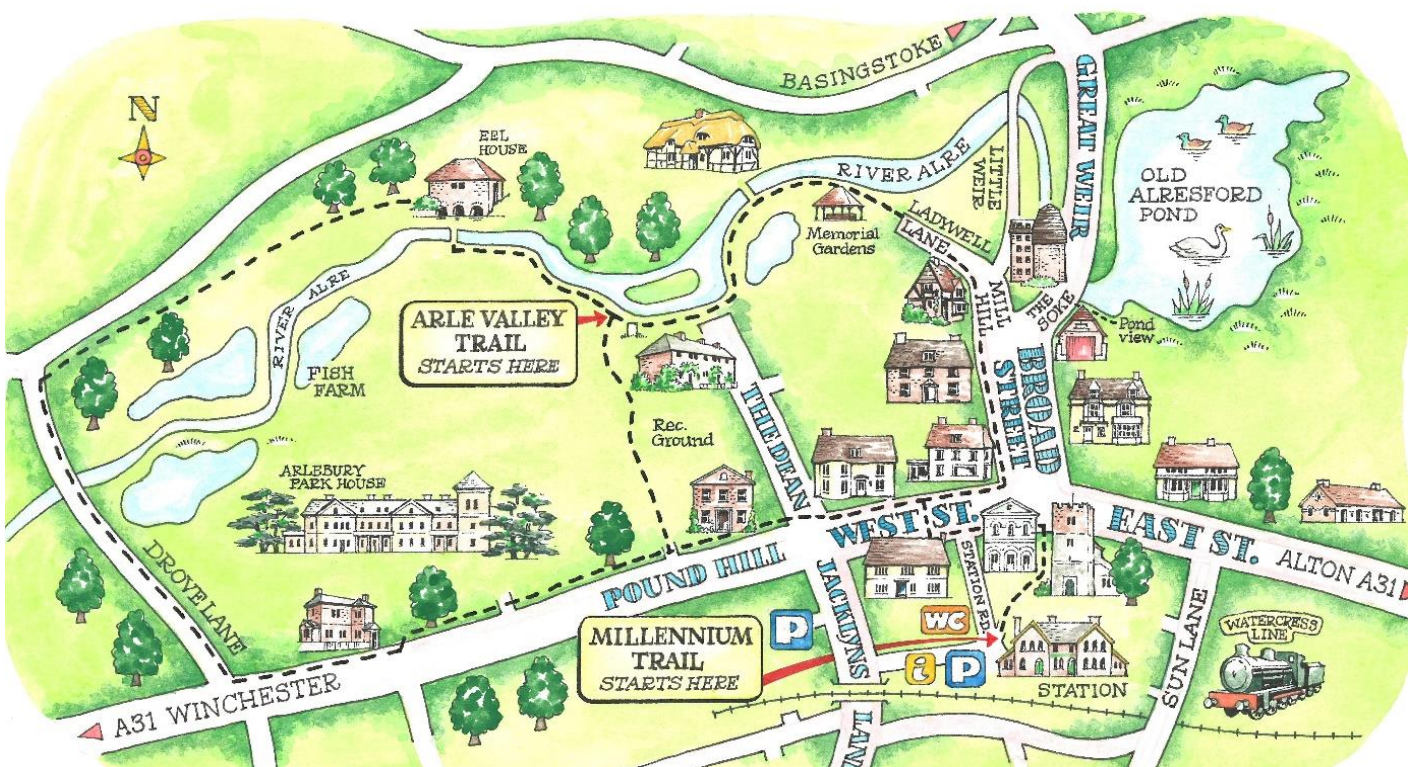 BASINGSTOKE
GREAT WEIR
N
EEL
HOUSE
RIVER ALRE
LITTLE
WEIR
OLD
ALRESFORD
POND
Memorial
Gardens
LADYWELL
LANE
RIVER ALRE
MILL
HILL
THE SOKE
Pond
view
ARLE VALLEY
TRAIL
STARTS HERE
FISH
FARM
THE DEAN
BROAD
STREET
Rec.
Ground
ARLEBURY
PARK HOUSE
WEST ST.
EAST ST.
ALTON A31
DROVE LANE
POUND HILL
JACKLYNS
LANE
STATION RD
SUN LANE
WATERCRESS
LINE
MILLENNIUM
TRAIL
STARTS HERE
P
WC
i
P
STATION
A31 WINCHESTER